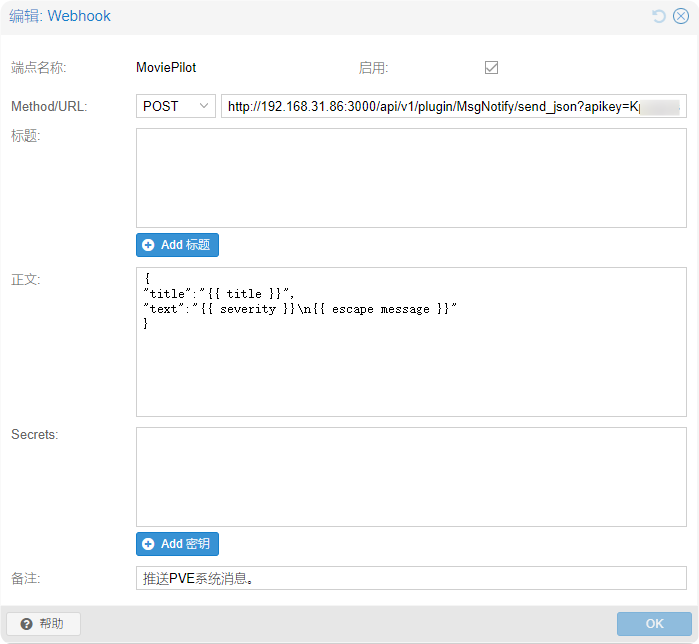 编辑: Webhook
端点名称: MoviePilot 启用:
Method/URL: POST http://192.168.31.86:3000/api/v1/plugin/MsgNotify/send_json?apikey=K
标题:
Add 标题
正文:
{
"title":"{{ title }}",
"text":"{{ severity }}\n{{ escape message }}"
}
Secrets:
Add 密钥
备注: 推送PVE系统消息。
帮助 OK